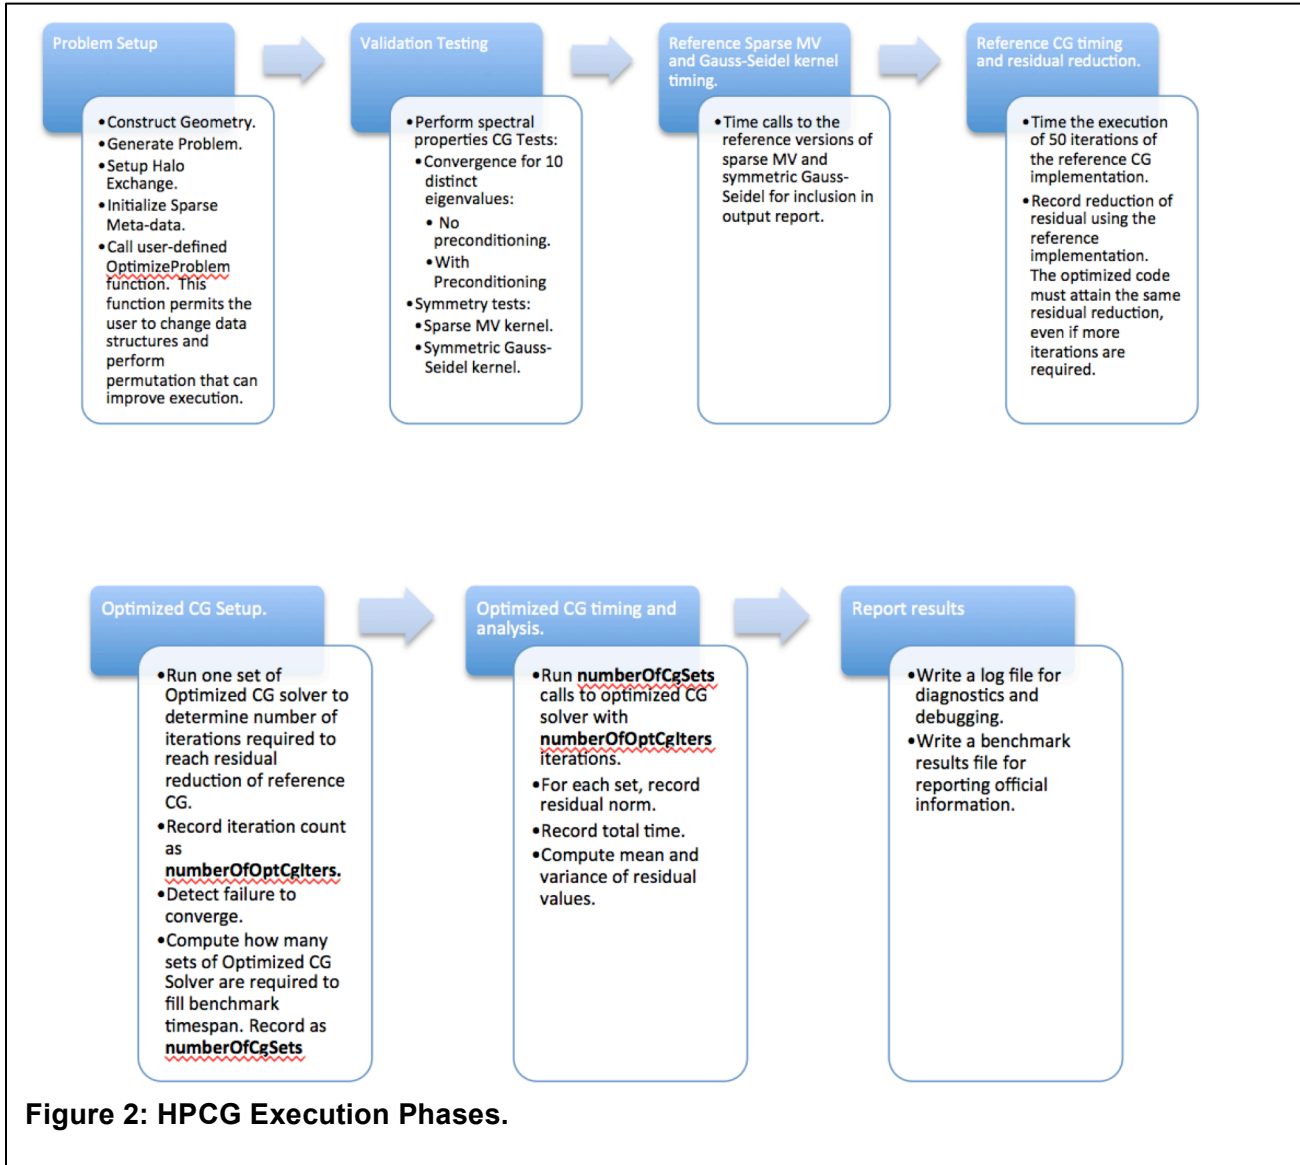 Problem Setup
•Construct Geometry.
•Generate Problem.
•Setup Halo
Exchange.
•Initialize Sparse
Meta-data.
•Call user-defined
OptimizeProblem
function. This
function permits the
user to change data
structures and
perform
permutation that can
improve execution.
Validation Testing
•Perform spectral
properties CG Tests:
•Convergence for 10
distinct
eigenvalues:
• No
preconditioning.
•With
Preconditioning
•Symmetry tests:
•Sparse MV kernel.
•Symmetric Gauss-
Seidel kernel.
Reference Sparse MV
and Gauss-Seidel kernel
timing.
•Time calls to the
reference versions of
sparse MV and
symmetric Gauss-
Seidel for inclusion in
output report.
Reference CG timing
and residual reduction.
•Time the execution
of 50 iterations of
the reference CG
implementation.
•Record reduction of
residual using the
reference
implementation.
The optimized code
must attain the same
residual reduction,
even if more
iterations are
required.
Optimized CG Setup.
•Run one set of
Optimized CG solver to
determine number of
iterations required to
reach residual
reduction of reference
CG.
•Record iteration count
as
numberOfOptCgIters.
•Detect failure to
converge.
•Compute how many
sets of Optimized CG
Solver are required to
fill benchmark
timespan. Record as
numberOfCgSets
Optimized CG timing and
analysis.
•Run numberOfCgSets
calls to optimized CG
solver with
numberOfOptCgIters
iterations.
•For each set, record
residual norm.
•Record total time.
•Compute mean and
variance of residual
values.
Report results
•Write a log file for
diagnostics and
debugging.
•Write a benchmark
results file for
reporting official
information.
Figure 2: HPCG Execution Phases.